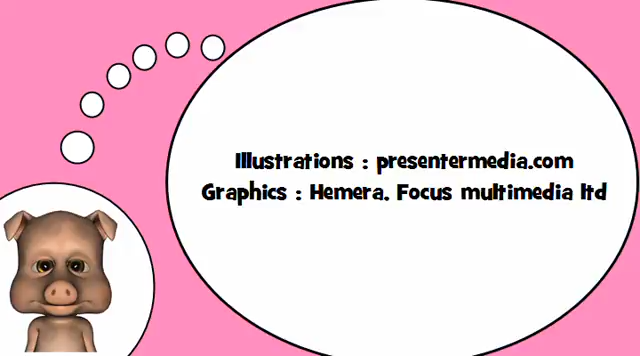 Illustrations : presentermedia.com
Graphics : Hemera. Focus multimedia ltd